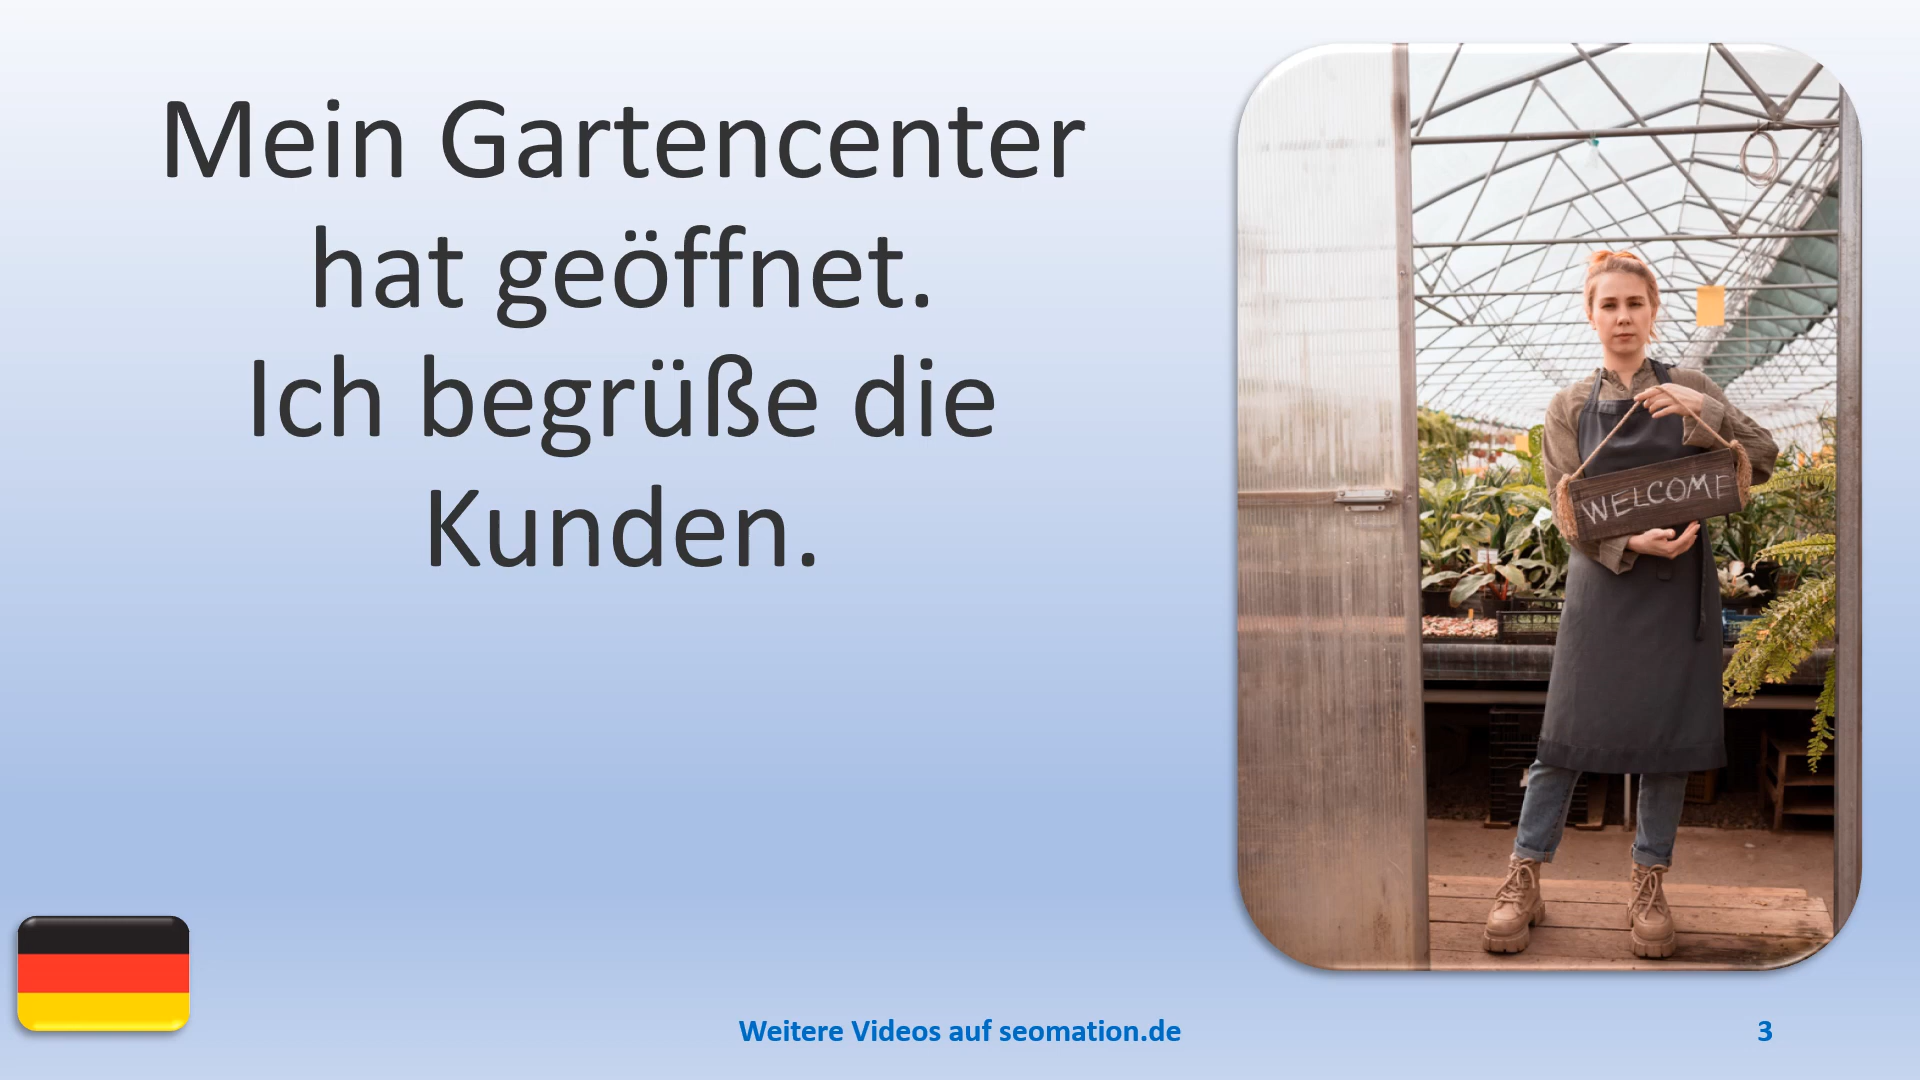 Mein Gartencenter
hat geöffnet.
Ich begrüße die
Kunden.
WELCOME
Weitere Videos auf seomation.de
3